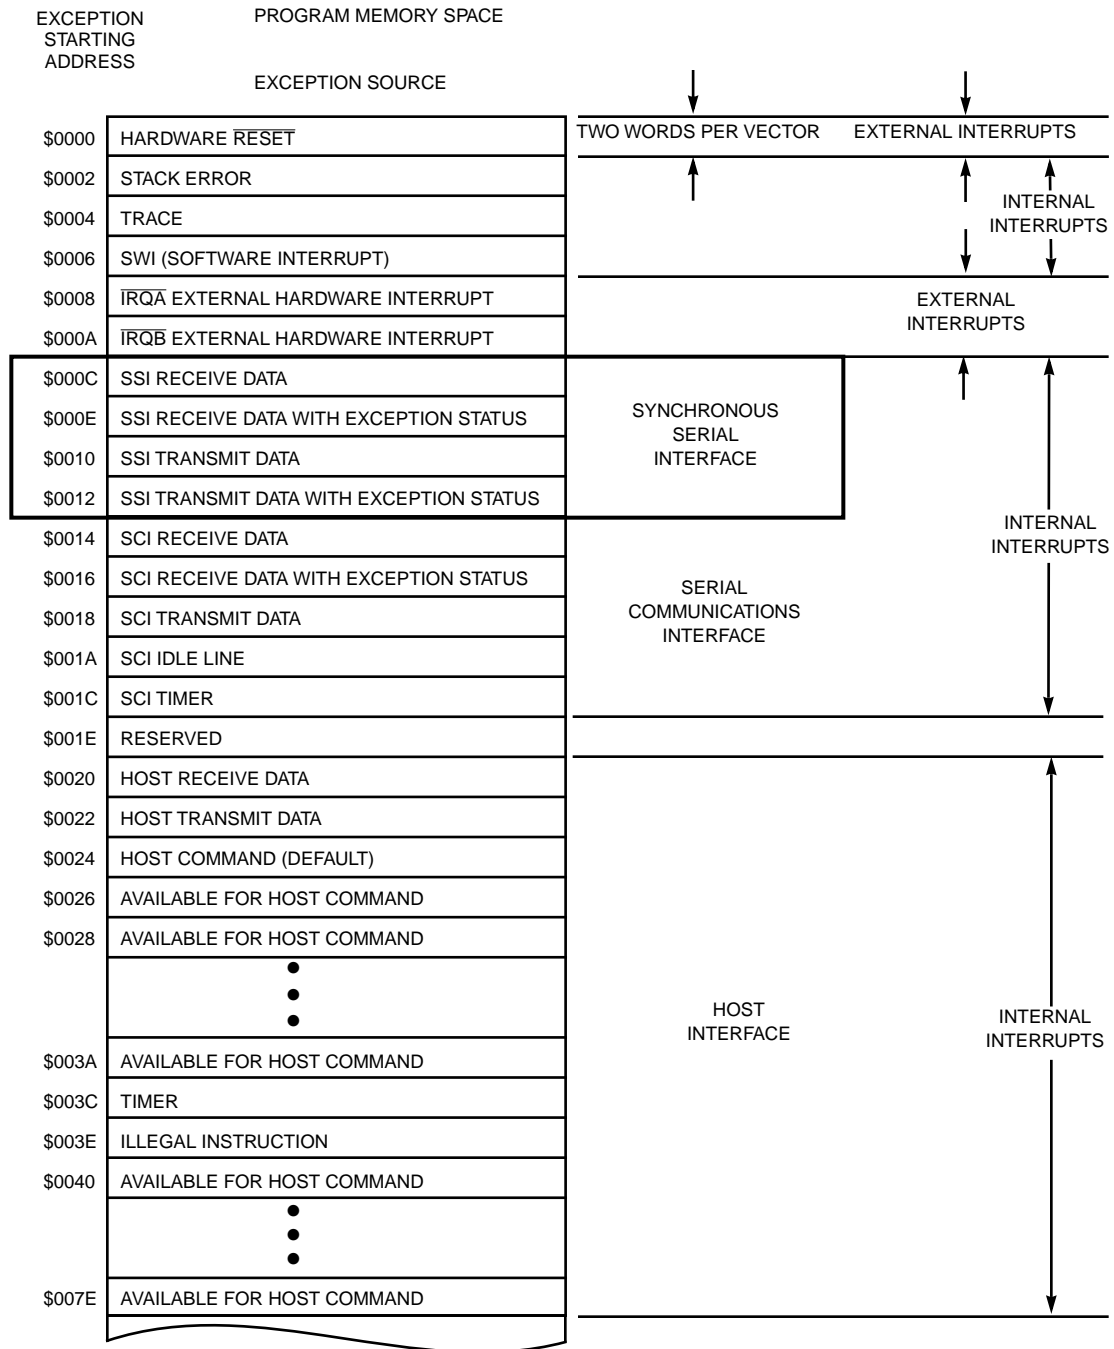 EXCEPTION
STARTING
ADDRESS
PROGRAM MEMORY SPACE
EXCEPTION SOURCE
$0000 HARDWARE RESET
TWO WORDS PER VECTOR
EXTERNAL INTERRUPTS
$0002 STACK ERROR
$0004 TRACE
INTERNAL
INTERRUPTS
$0006 SWI (SOFTWARE INTERRUPT)
$0008 IRQA EXTERNAL HARDWARE INTERRUPT
$000A IRQB EXTERNAL HARDWARE INTERRUPT
EXTERNAL
INTERRUPTS
$000C SSI RECEIVE DATA
$000E SSI RECEIVE DATA WITH EXCEPTION STATUS
$0010 SSI TRANSMIT DATA
$0012 SSI TRANSMIT DATA WITH EXCEPTION STATUS
SYNCHRONOUS
SERIAL
INTERFACE
$0014 SCI RECEIVE DATA
$0016 SCI RECEIVE DATA WITH EXCEPTION STATUS
$0018 SCI TRANSMIT DATA
$001A SCI IDLE LINE
$001C SCI TIMER
SERIAL
COMMUNICATIONS
INTERFACE
INTERNAL
INTERRUPTS
$001E RESERVED
$0020 HOST RECEIVE DATA
$0022 HOST TRANSMIT DATA
$0024 HOST COMMAND (DEFAULT)
$0026 AVAILABLE FOR HOST COMMAND
$0028 AVAILABLE FOR HOST COMMAND
$003A AVAILABLE FOR HOST COMMAND
$003C TIMER
$003E ILLEGAL INSTRUCTION
$0040 AVAILABLE FOR HOST COMMAND
$007E AVAILABLE FOR HOST COMMAND
HOST
INTERFACE
INTERNAL
INTERRUPTS